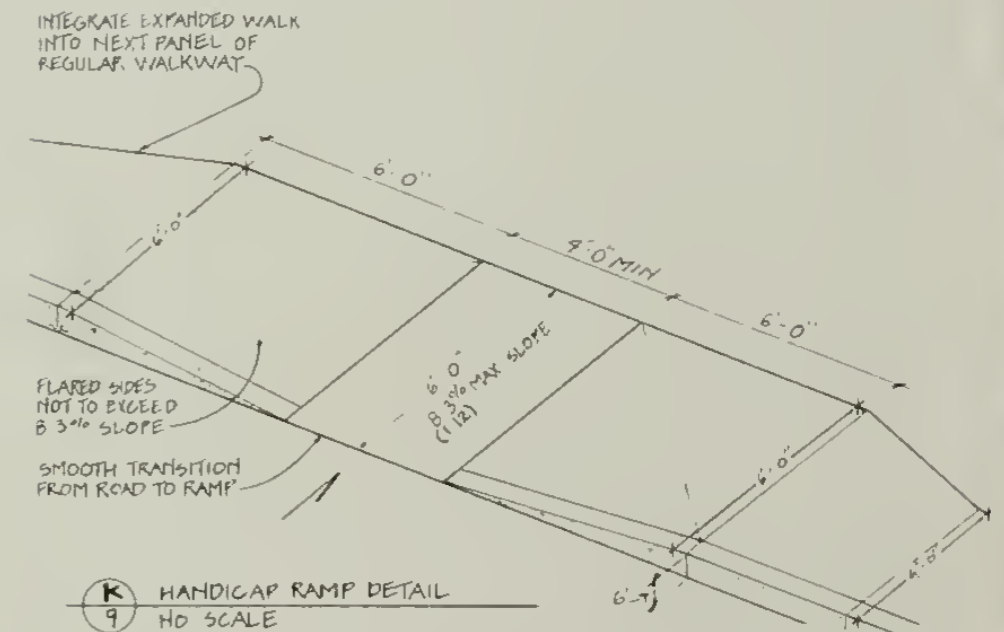 INTEGRATE EXPANDED WALK
INTO NEXT PANEL OF
REGULAR WALKWAY
6'-0"
4'-0" MIN
6'-0"
6'-0"
FLARED SIDES
NOT TO EXCEED
8 3% SLOPE
SMOOTH TRANSITION
FROM ROAD TO RAMP
6' 0"
8 3% MAX SLOPE
(1 12)
6'-0"
K HANDICAP RAMP DETAIL
9 NO SCALE